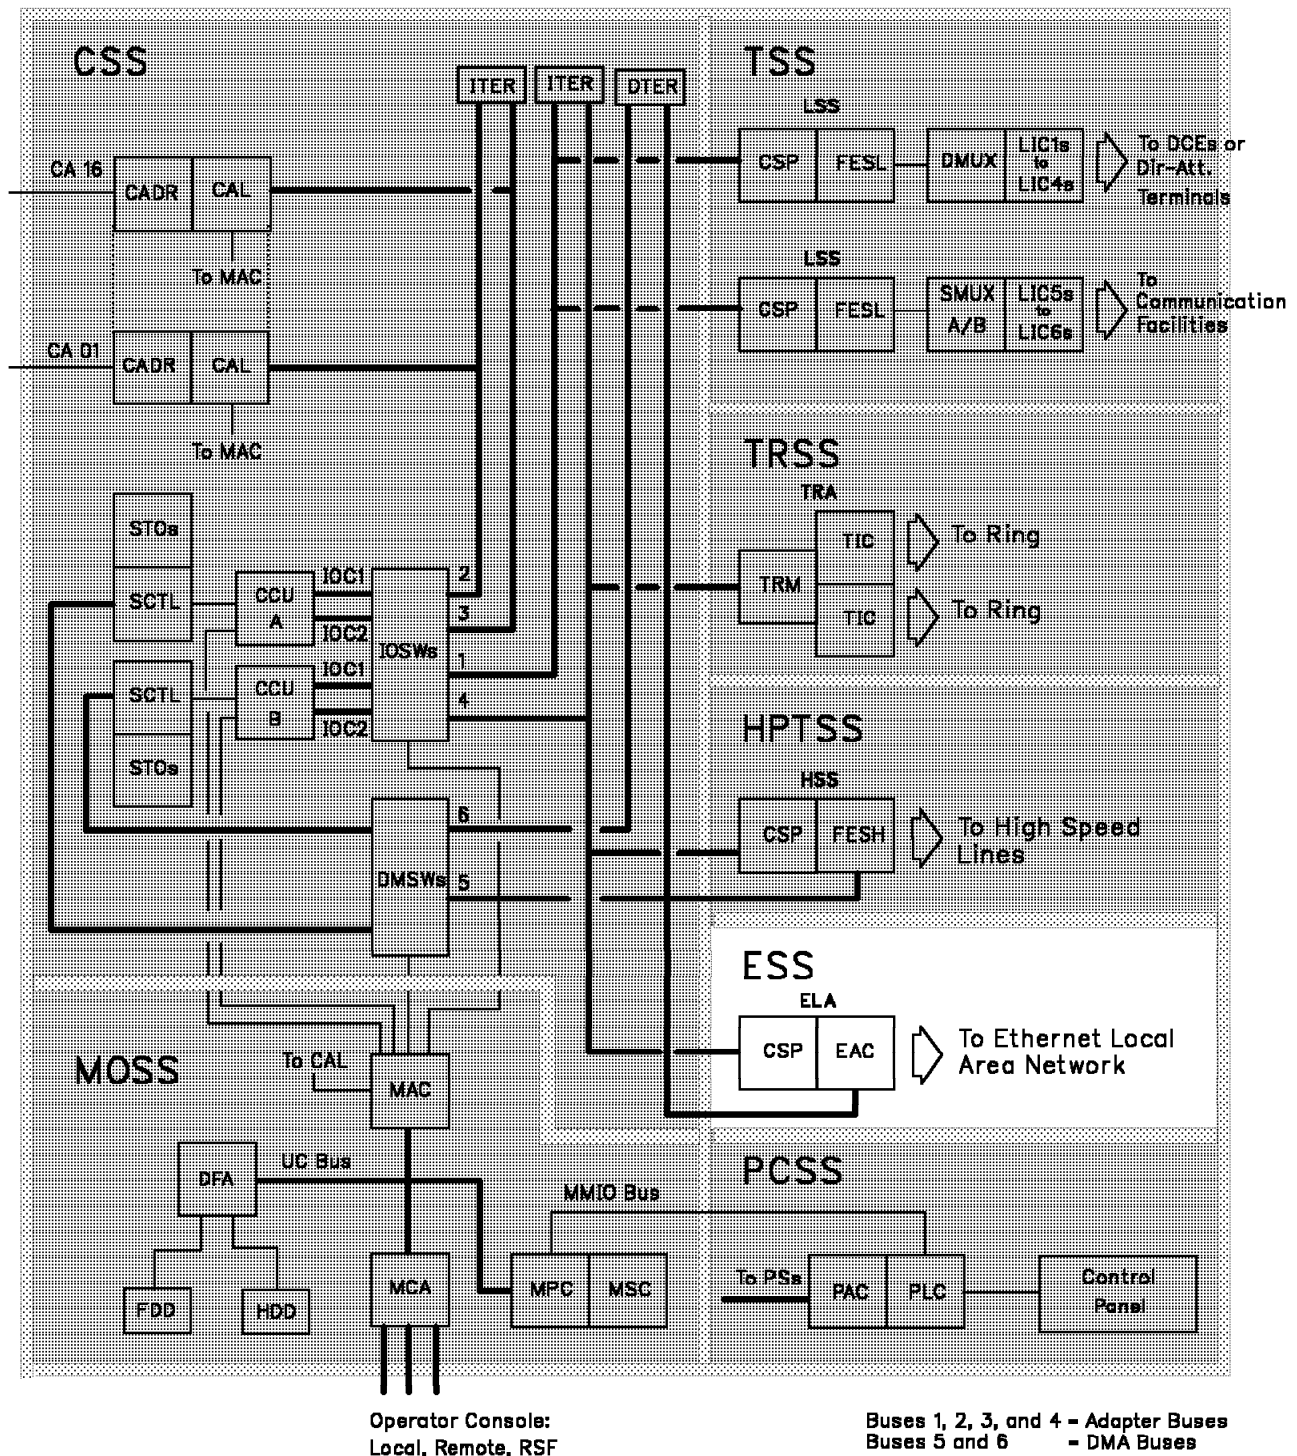 CSS
ITER
ITER
DTER
CA 16
CADR
CAL
To MAC
CA 01
CADR
CAL
To MAC
STOs
SCTL
CCU
A
IOC1
IOC2
SCTL
STOs
CCU
B
IOC1
IOC2
IOSWs
2
3
1
4
DMSWs
6
5
TSS
LSS
CSP
FESL
DMUX
LIC1s
to
LIC4s
To DCEs or
Dir-Att.
Terminals
LSS
CSP
FESL
SMUX
A/B
LIC5s
to
LIC6s
To
Communication
Facilities
TRSS
TRA
TRM
TIC
To Ring
TIC
To Ring
HPTSS
HSS
CSP
FESH
To High Speed
Lines
ESS
ELA
CSP
EAC
To Ethernet Local
Area Network
MOSS
To CAL
MAC
DFA
UC Bus
FDD
HDD
MCA
MMIO Bus
MPC
MSC
PCSS
To PSs
PAC
PLC
Control
Panel
Operator Console:
Local, Remote, RSF
Buses 1, 2, 3, and 4 = Adapter Buses
Buses 5 and 6 = DMA Buses